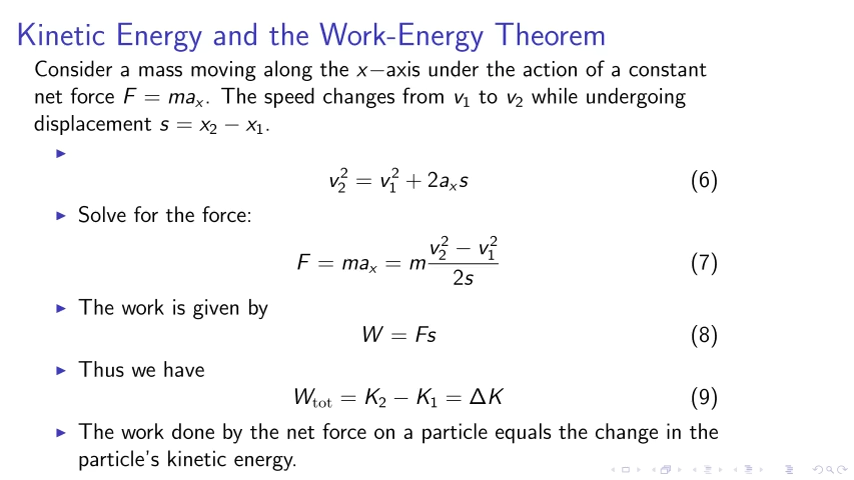 Kinetic Energy and the Work-Energy Theorem
Consider a mass moving along the x−axis under the action of a constant
net force F = maₓ. The speed changes from v₁ to v₂ while undergoing
displacement s = x₂ − x₁.
v₂² = v₁² + 2aₓs (6)
Solve for the force:
F = maₓ = m (v₂² − v₁²)/2s (7)
The work is given by
W = Fs (8)
Thus we have
W_tot = K₂ − K₁ = ΔK (9)
The work done by the net force on a particle equals the change in the
particle's kinetic energy.